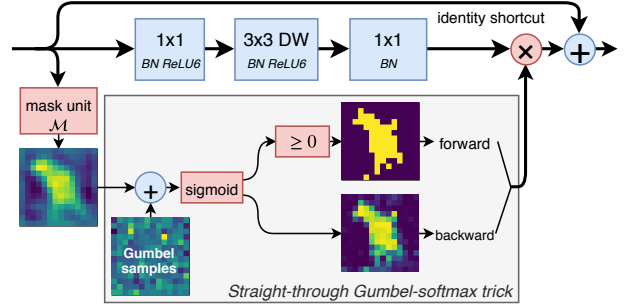 identity shortcut
1x1
BN ReLU6
3x3 DW
BN ReLU6
1x1
BN
×
+
mask unit
M
≥ 0
forward
+
sigmoid
backward
Gumbel
samples
Straight-through Gumbel-softmax trick